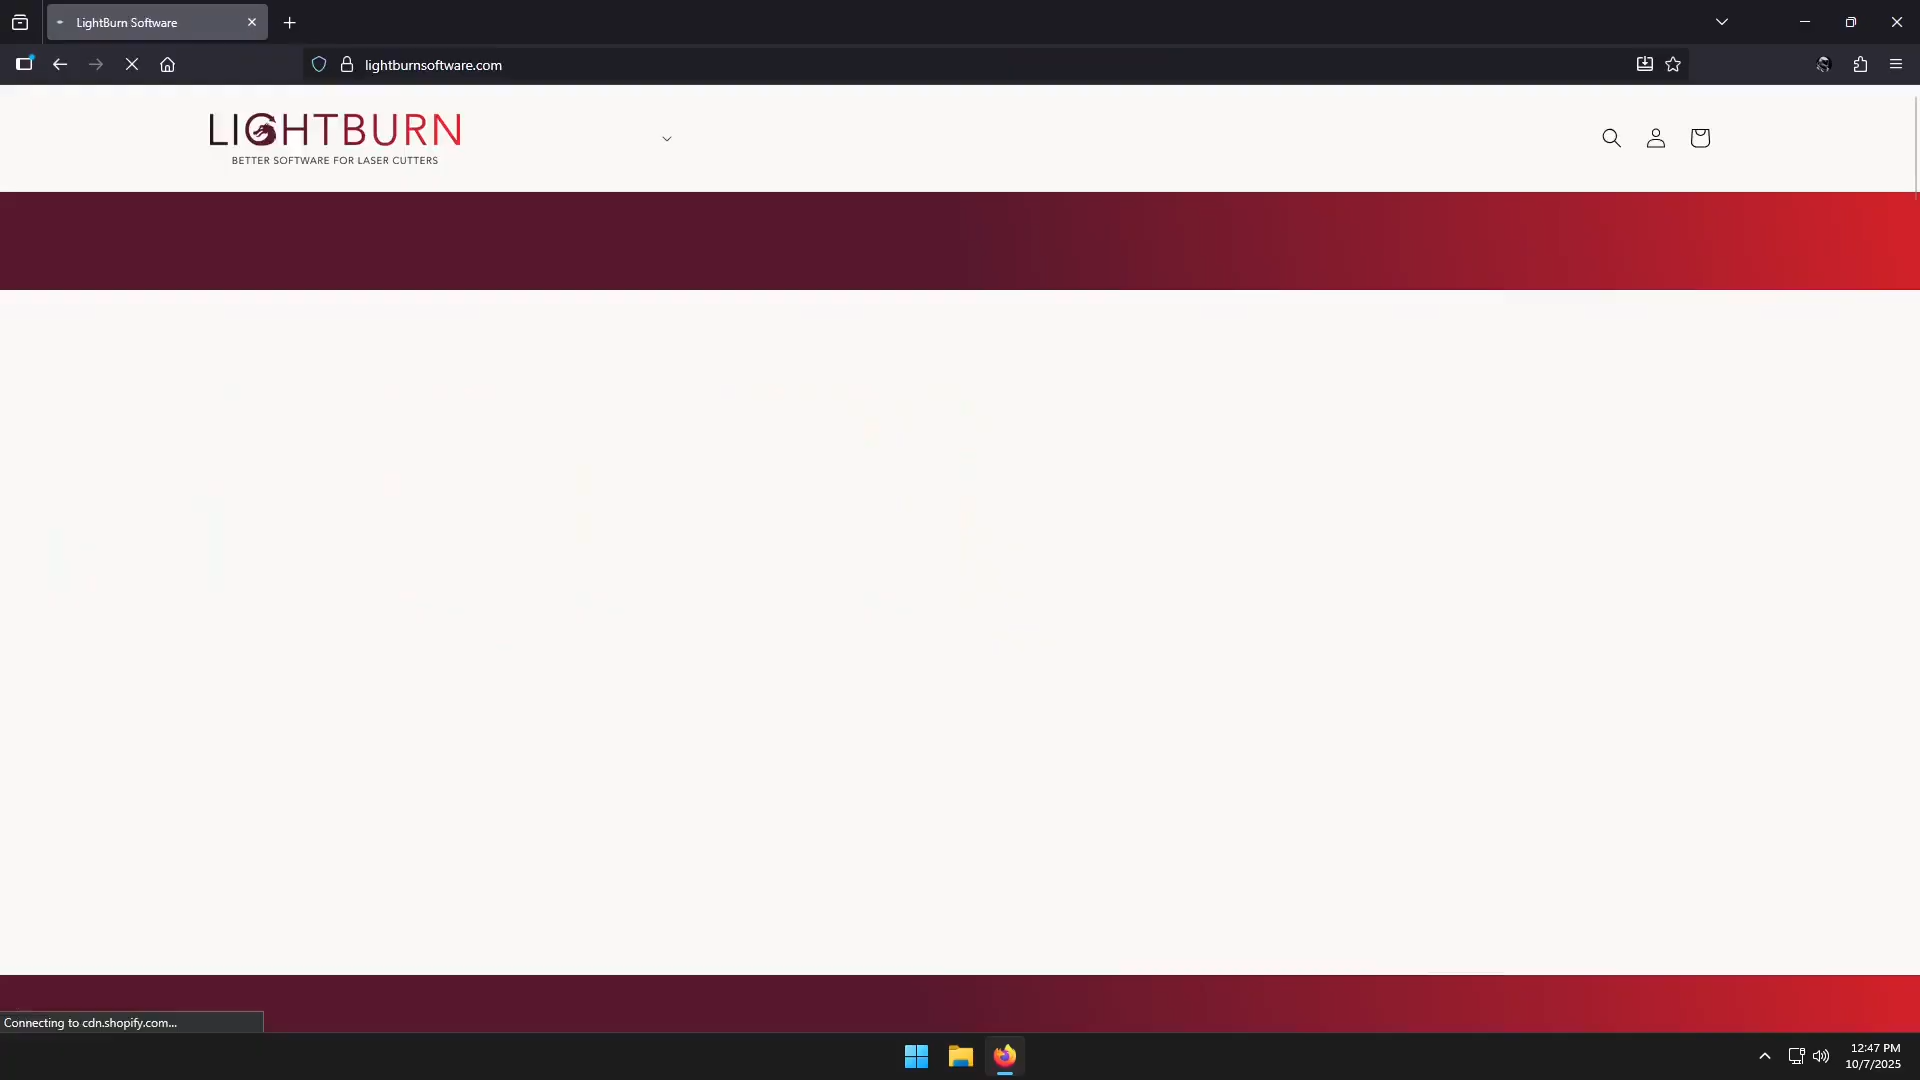 LightBurn Software
lightburnsoftware.com
LIGHTBURN
BETTER SOFTWARE FOR LASER CUTTERS
Connecting to cdn.shopify.com...
12:47 PM
10/7/2025